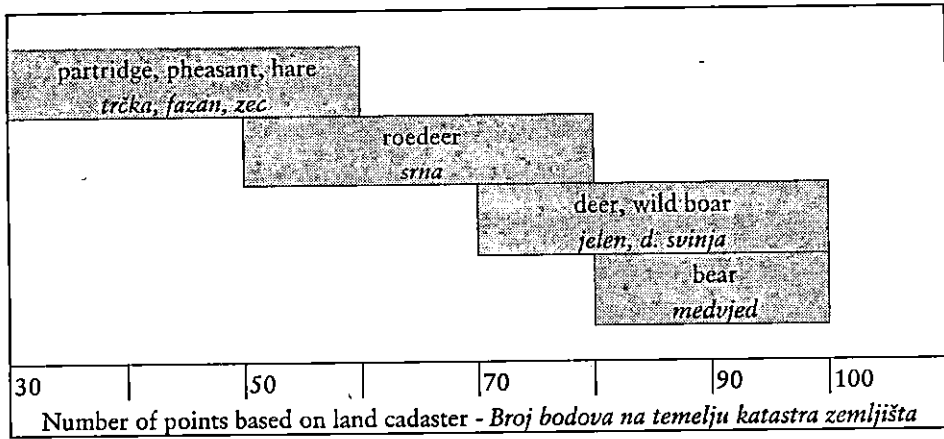 partridge, pheasant, hare
trčka, fazan, zec
roedeer
srna
deer, wild boar
jelen, d. svinja
bear
medvjed
30 50 70 90 100
Number of points based on land cadaster - Broj bodova na temelju katastra zemljišta